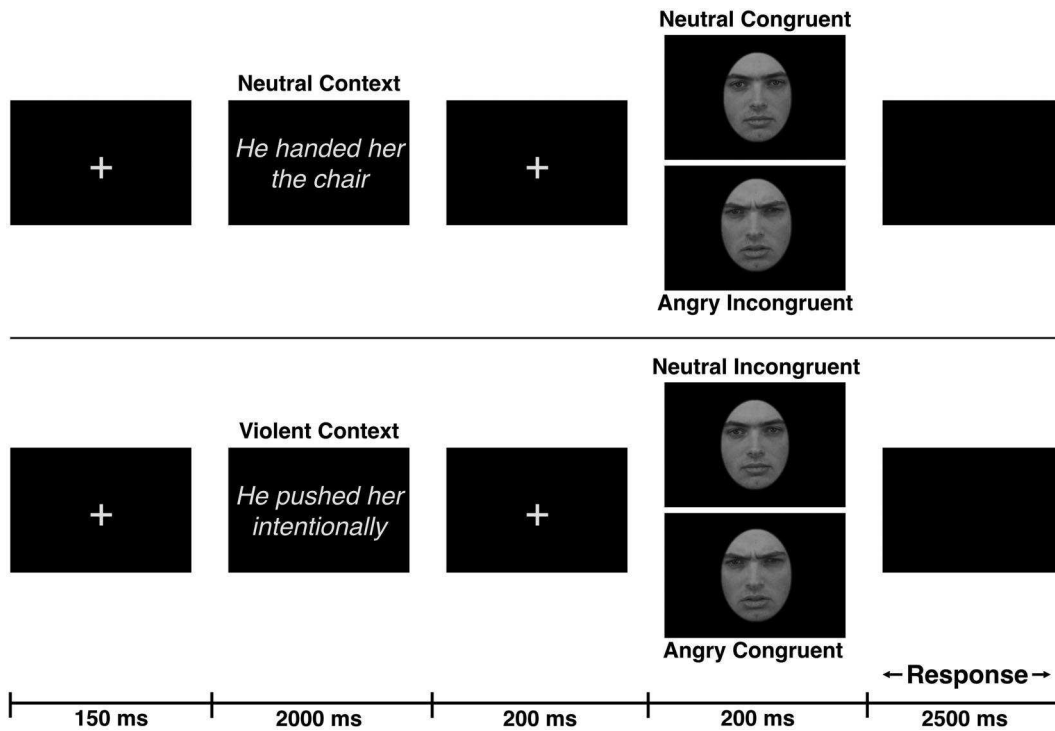 Neutral Congruent
Neutral Context
He handed her
the chair
Angry Incongruent
Neutral Incongruent
Violent Context
He pushed her
intentionally
Angry Congruent
←Response→
150 ms
2000 ms
200 ms
200 ms
2500 ms